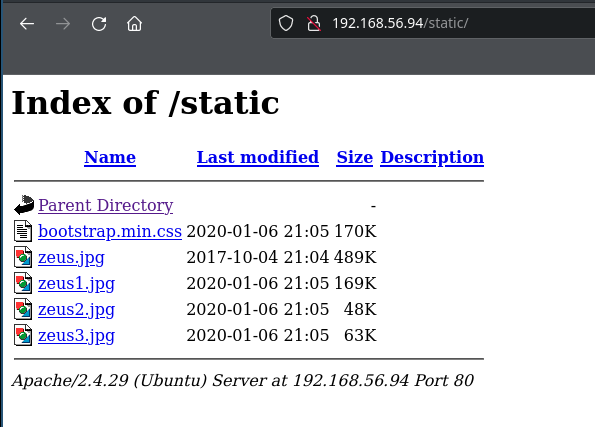 192.168.56.94/static/
Index of /static
Name Last modified Size Description
Parent Directory -
bootstrap.min.css 2020-01-06 21:05 170K
zeus.jpg 2017-10-04 21:04 489K
zeus1.jpg 2020-01-06 21:05 169K
zeus2.jpg 2020-01-06 21:05 48K
zeus3.jpg 2020-01-06 21:05 63K
Apache/2.4.29 (Ubuntu) Server at 192.168.56.94 Port 80